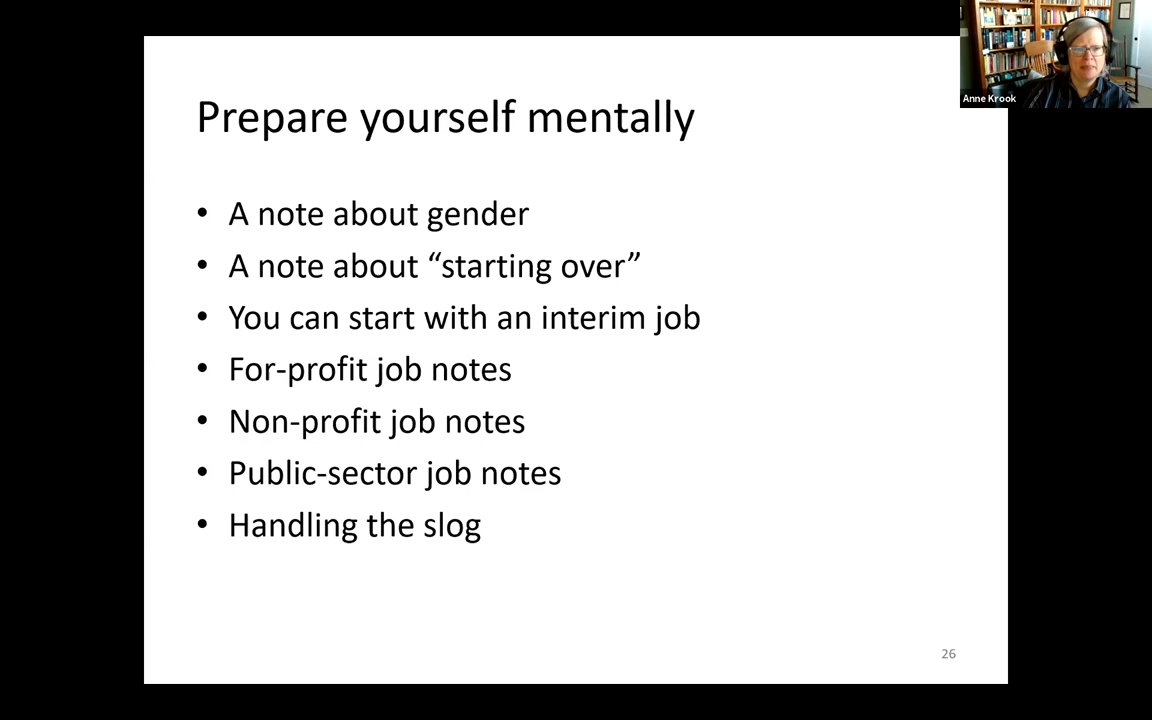 Prepare yourself mentally
• A note about gender
• A note about “starting over”
• You can start with an interim job
• For-profit job notes
• Non-profit job notes
• Public-sector job notes
• Handling the slog
26
Anne Krook